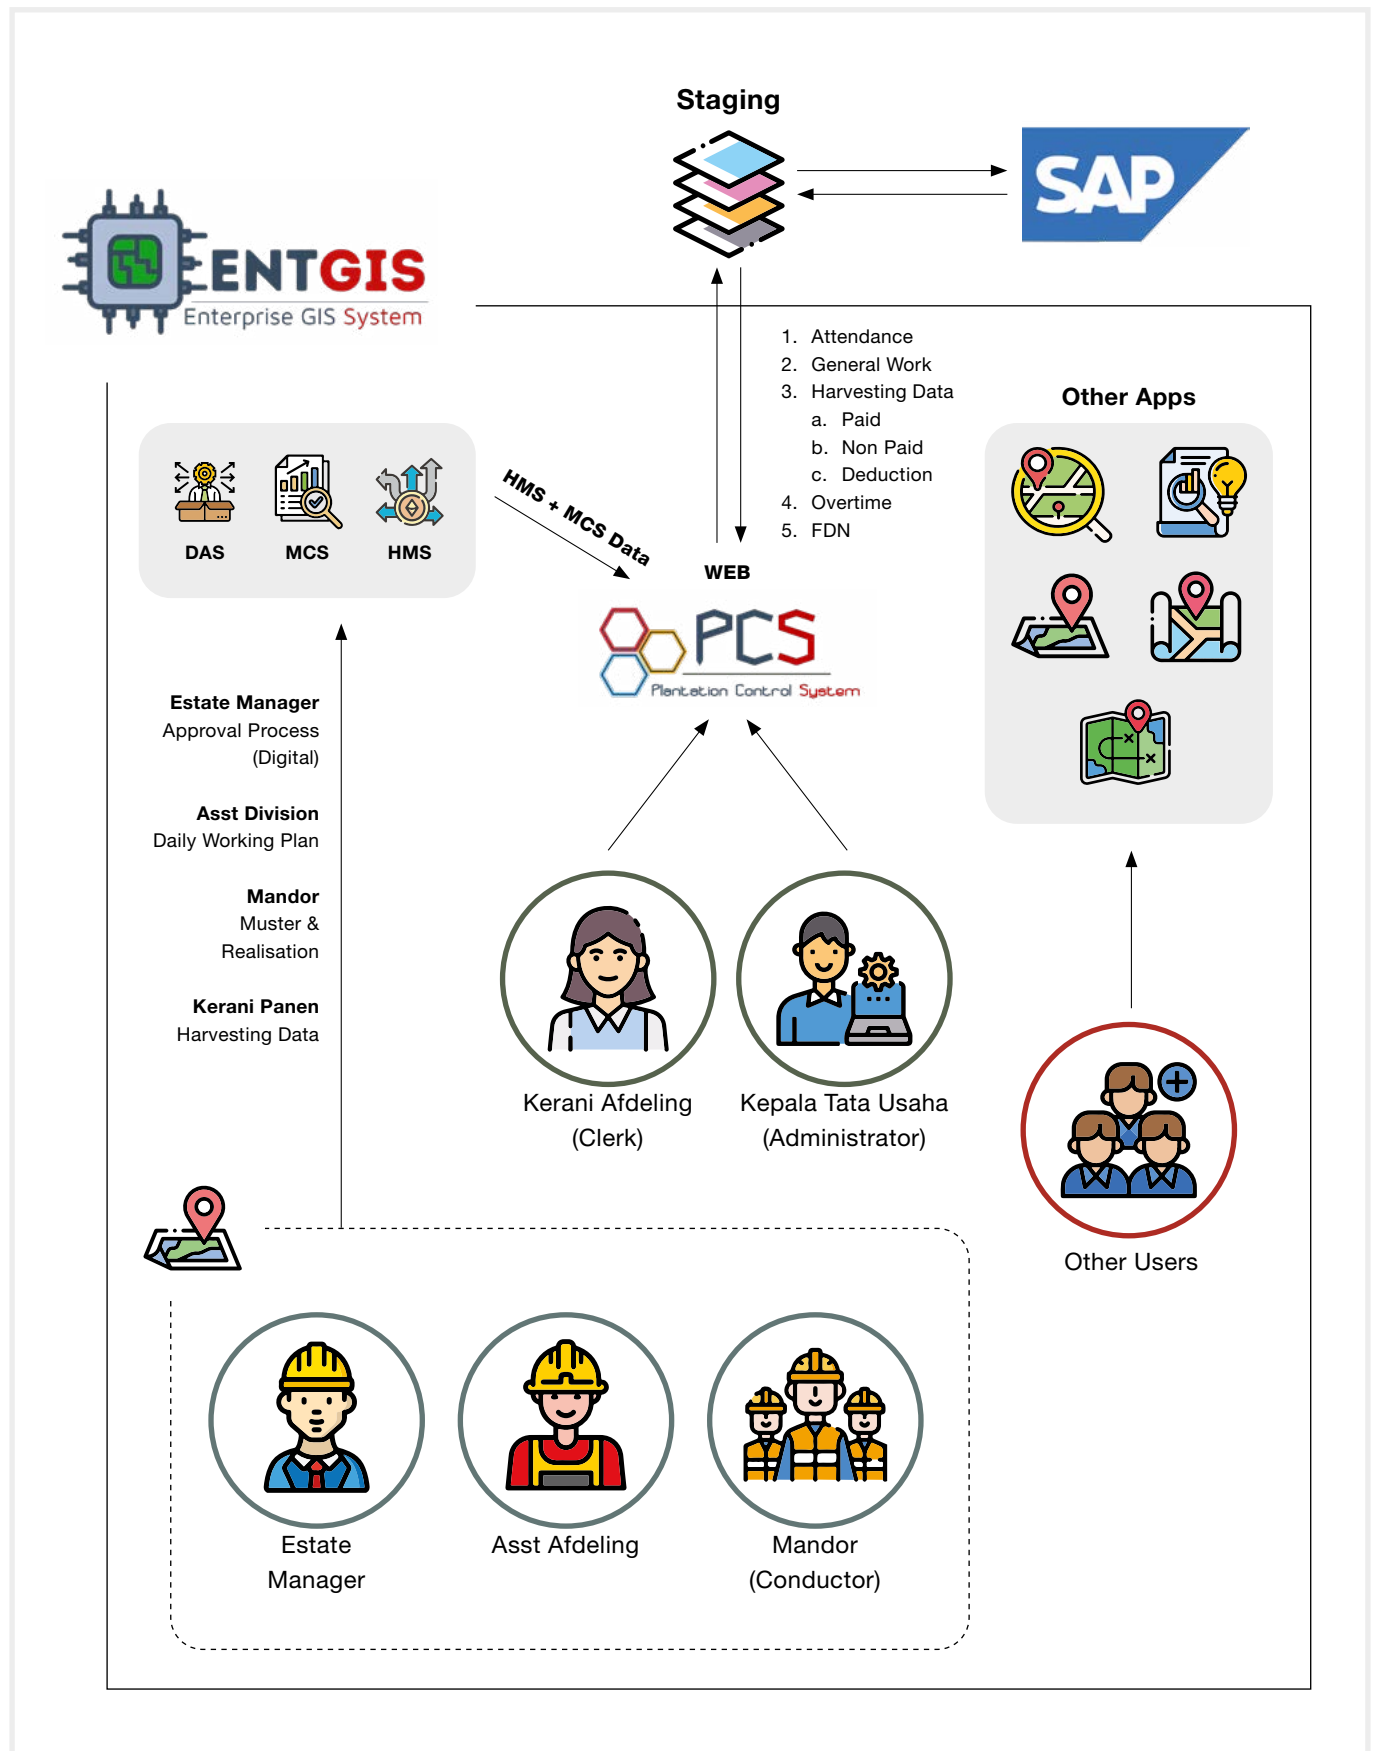 Staging
SAP
ENTGIS
Enterprise GIS System
1. Attendance
2. General Work
3. Harvesting Data
a. Paid
b. Non Paid
c. Deduction
4. Overtime
5. FDN
Other Apps
DAS
MCS
HMS
HMS + MCS Data
WEB
PCS
Plantation Control System
Estate Manager
Approval Process
(Digital)
Asst Division
Daily Working Plan
Mandor
Muster &
Realisation
Kerani Panen
Harvesting Data
Kerani Afdeling
(Clerk)
Kepala Tata Usaha
(Administrator)
Other Users
Estate
Manager
Asst Afdeling
Mandor
(Conductor)